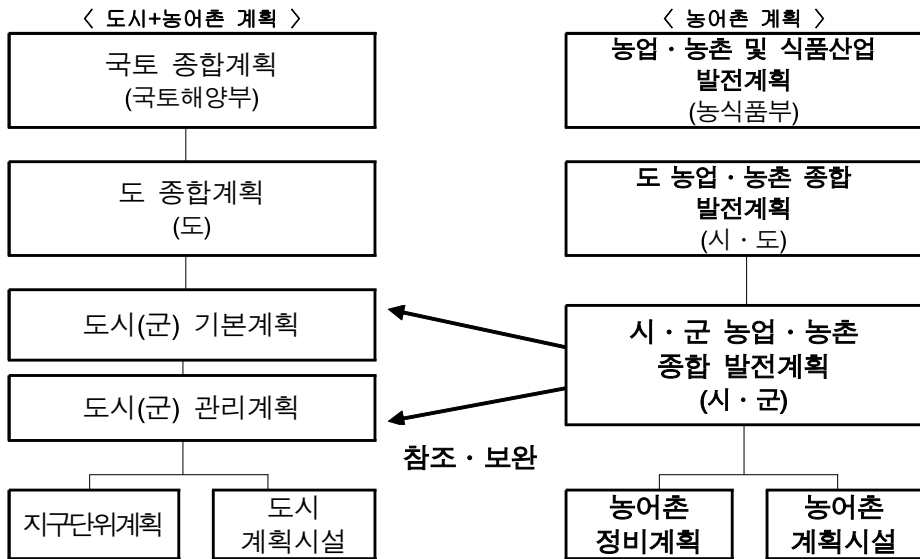 〈 도시+농어촌 계획 〉
국토 종합계획
(국토해양부)
도 종합계획
(도)
도시(군) 기본계획
도시(군) 관리계획
지구단위계획
도시
계획시설
〈 농어촌 계획 〉
농업・농촌 및 식품산업
발전계획
(농식품부)
도 농업・농촌 종합
발전계획
(시・도)
시・군 농업・농촌
종합 발전계획
(시・군)
참조・보완
농어촌
정비계획
농어촌
계획시설